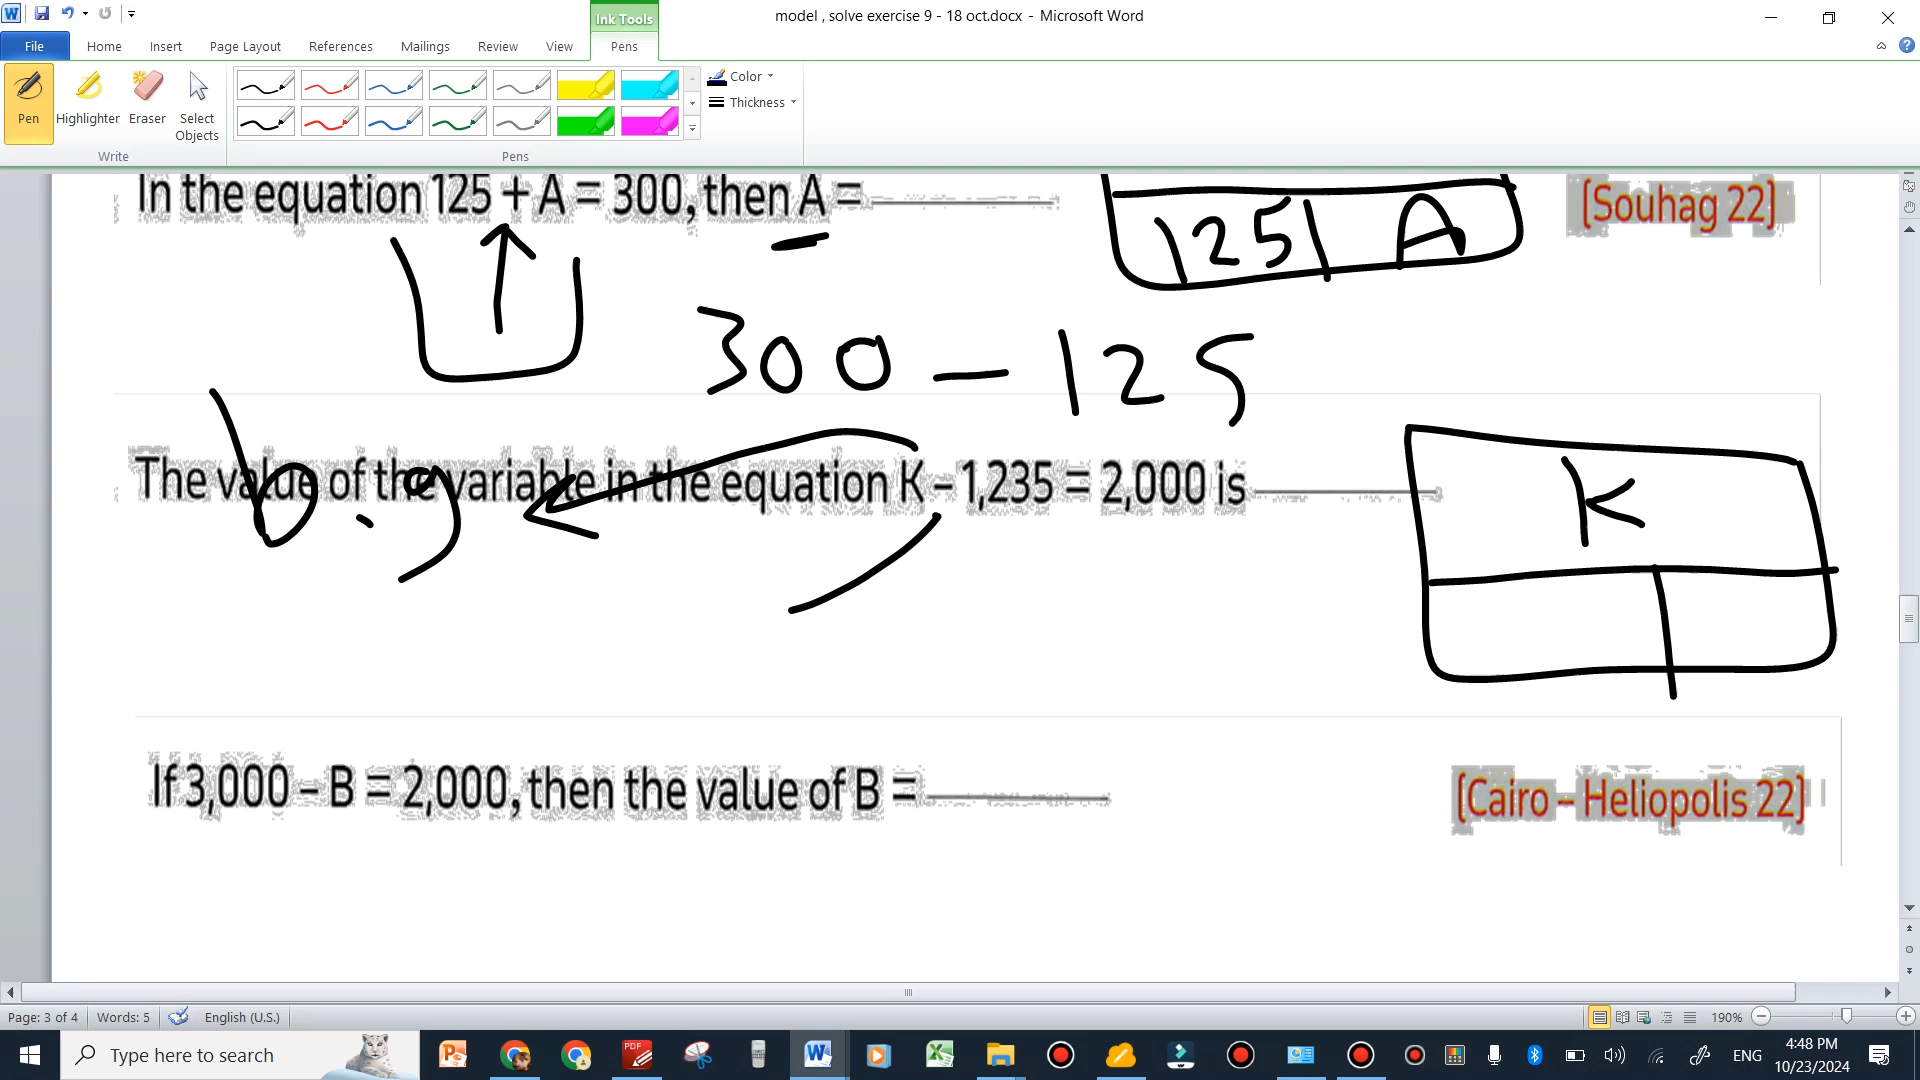 model , solve exercise 9 - 18 oct.docx - Microsoft Word
Ink Tools
File Home Insert Page Layout References Mailings Review View Pens
Pen Highlighter Eraser Select Objects
Color
Thickness
Write Pens
In the equation 125 + A = 300, then A =
[Souhag 22]
125 A
300 - 125
The value of the variable in the equation K - 1,235 = 2,000 is
big
K
If 3,000 - B = 2,000, then the value of B =
[Cairo - Heliopolis 22]
Page: 3 of 4 Words: 5 English (U.S.) 190%
Type here to search
ENG
4:48 PM
10/23/2024